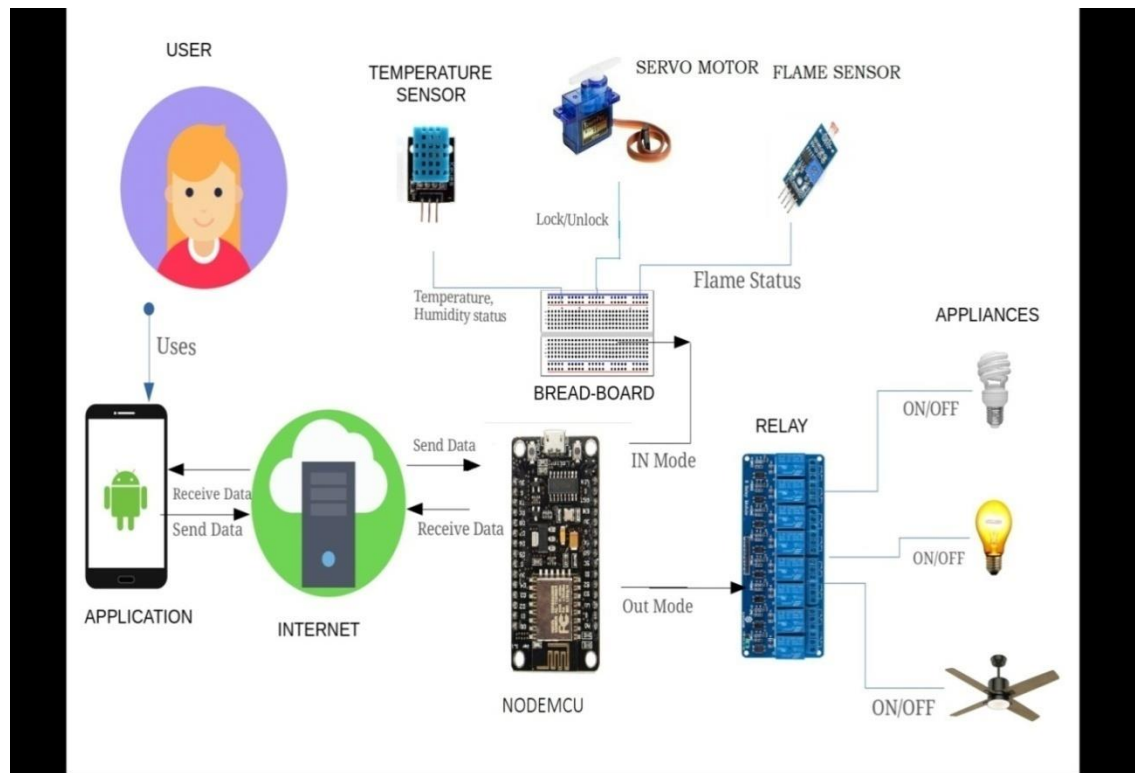 USER
TEMPERATURE
SENSOR
SERVO MOTOR
FLAME SENSOR
Lock/Unlock
Temperature,
Humidity status
Flame Status
Uses
BREAD-BOARD
APPLIANCES
ON/OFF
RELAY
Send Data
IN Mode
Receive Data
Send Data
Receive Data
ON/OFF
Out Mode
APPLICATION
INTERNET
NODEMCU
ON/OFF